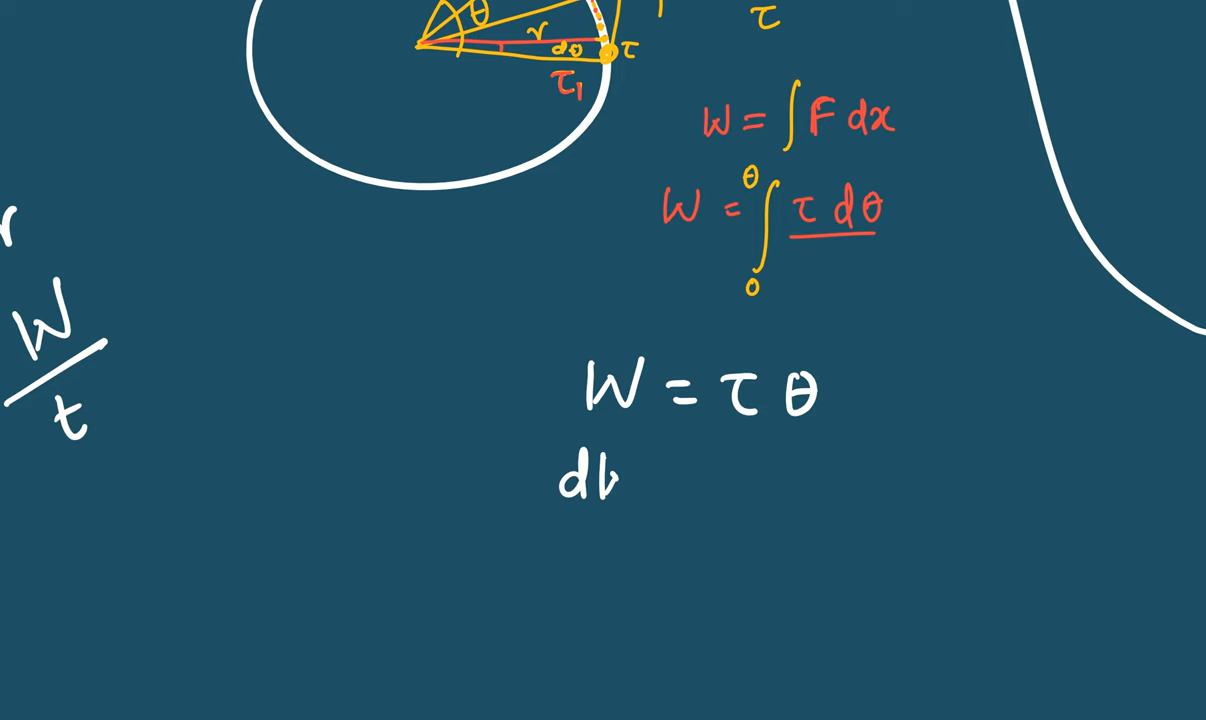 θ
τ
r
dθ
τ
τ₁
W = ∫ F dx
W = ∫₀^θ τ dθ
r
W/t
W = τ θ